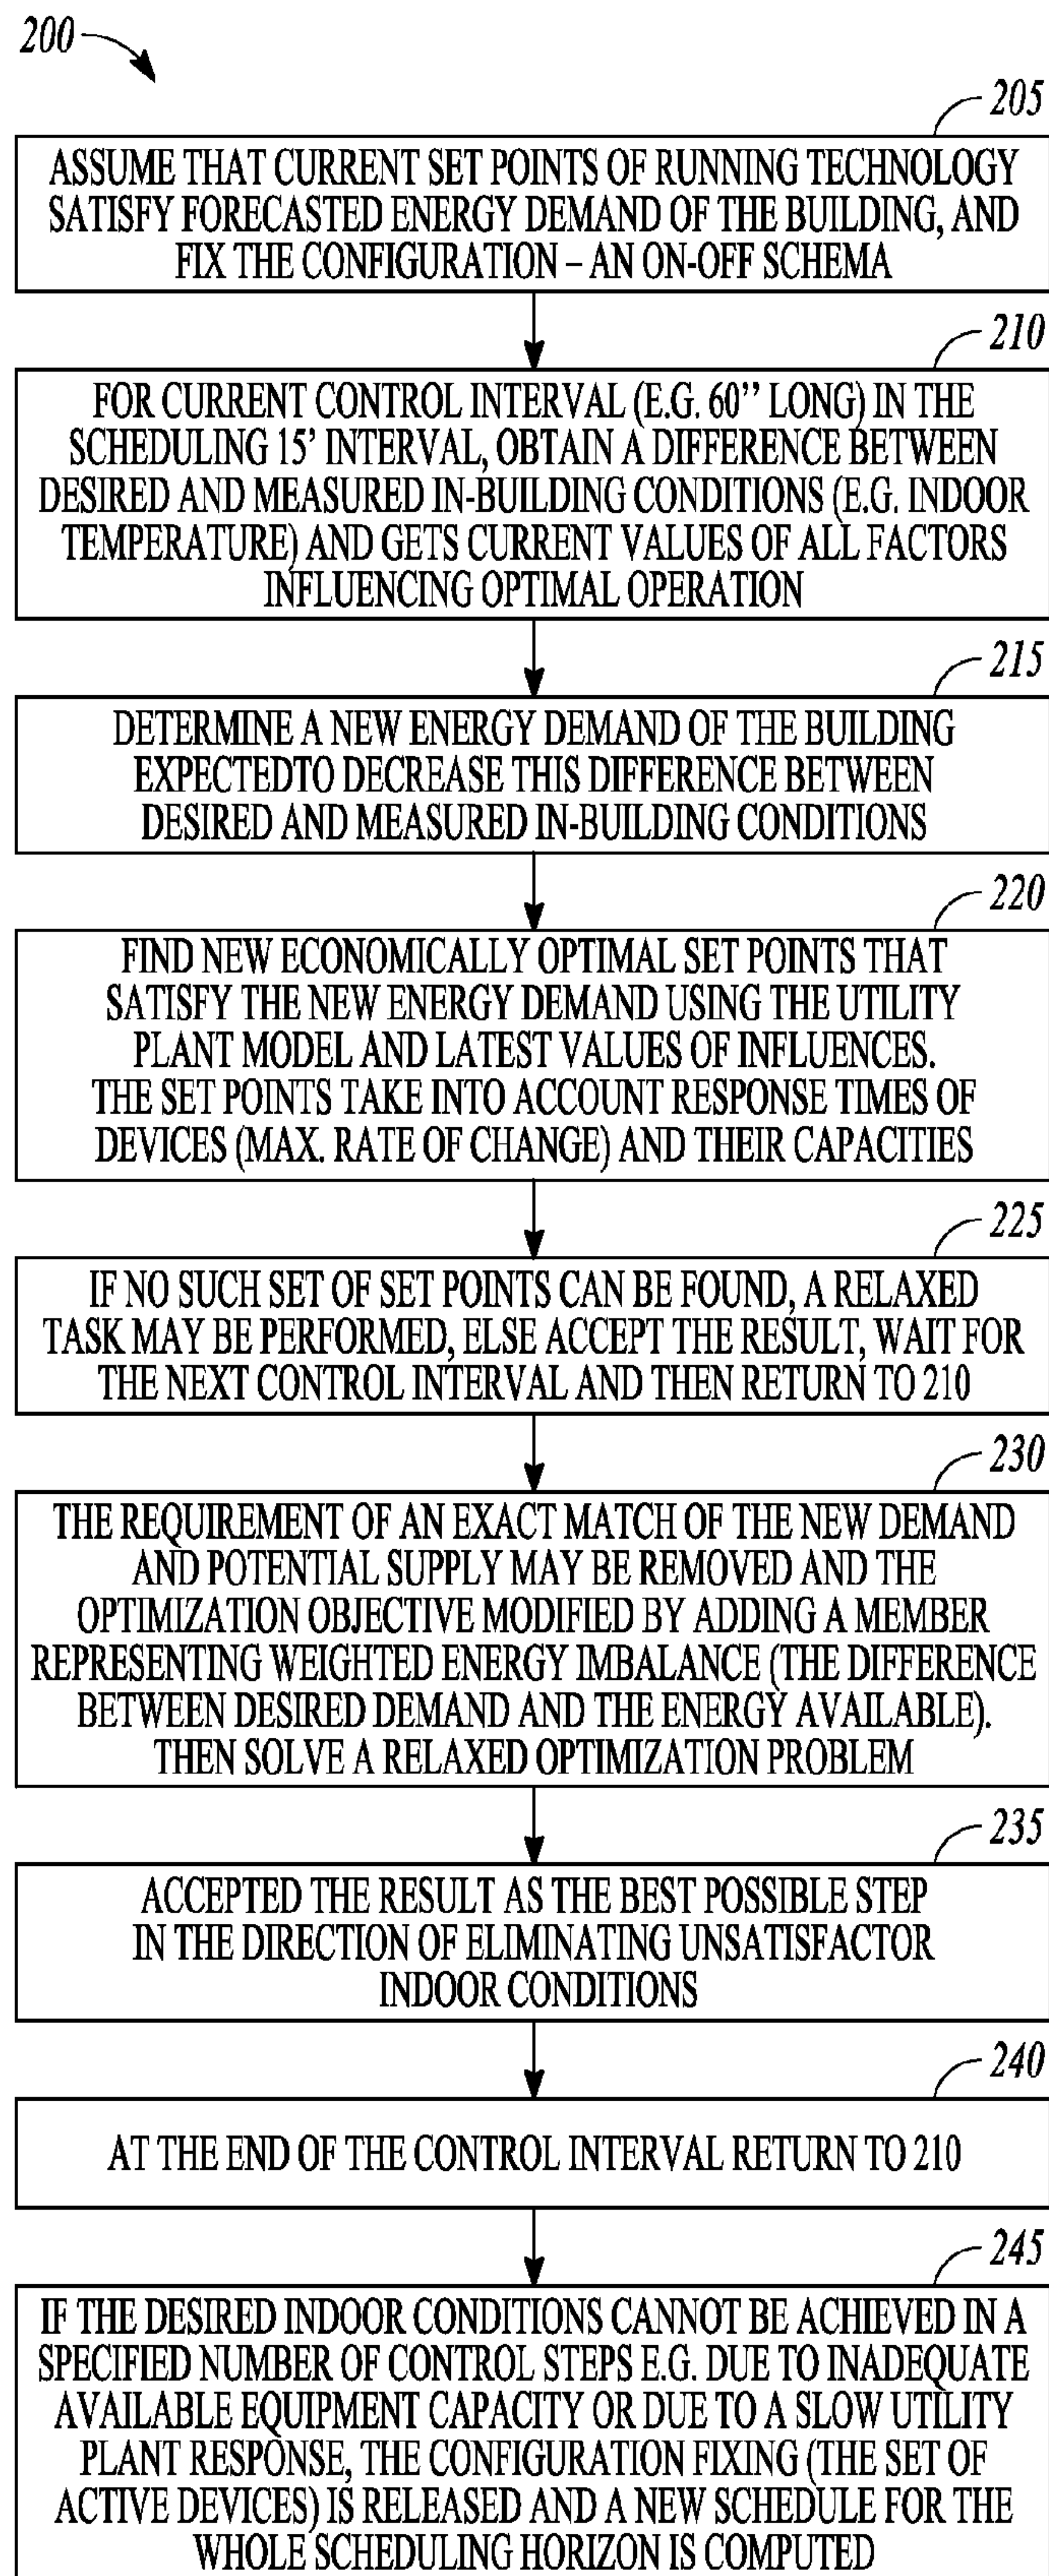 200
205
ASSUME THAT CURRENT SET POINTS OF RUNNING TECHNOLOGY
SATISFY FORECASTED ENERGY DEMAND OF THE BUILDING, AND
FIX THE CONFIGURATION – AN ON-OFF SCHEMA
210
FOR CURRENT CONTROL INTERVAL (E.G. 60’’ LONG) IN THE
SCHEDULING 15’ INTERVAL, OBTAIN A DIFFERENCE BETWEEN
DESIRED AND MEASURED IN-BUILDING CONDITIONS (E.G. INDOOR
TEMPERATURE) AND GETS CURRENT VALUES OF ALL FACTORS
INFLUENCING OPTIMAL OPERATION
215
DETERMINE A NEW ENERGY DEMAND OF THE BUILDING
EXPECTEDTO DECREASE THIS DIFFERENCE BETWEEN
DESIRED AND MEASURED IN-BUILDING CONDITIONS
220
FIND NEW ECONOMICALLY OPTIMAL SET POINTS THAT
SATISFY THE NEW ENERGY DEMAND USING THE UTILITY
PLANT MODEL AND LATEST VALUES OF INFLUENCES.
THE SET POINTS TAKE INTO ACCOUNT RESPONSE TIMES OF
DEVICES (MAX. RATE OF CHANGE) AND THEIR CAPACITIES
225
IF NO SUCH SET OF SET POINTS CAN BE FOUND, A RELAXED
TASK MAY BE PERFORMED, ELSE ACCEPT THE RESULT, WAIT FOR
THE NEXT CONTROL INTERVAL AND THEN RETURN TO 210
230
THE REQUIREMENT OF AN EXACT MATCH OF THE NEW DEMAND
AND POTENTIAL SUPPLY MAY BE REMOVED AND THE
OPTIMIZATION OBJECTIVE MODIFIED BY ADDING A MEMBER
REPRESENTING WEIGHTED ENERGY IMBALANCE (THE DIFFERENCE
BETWEEN DESIRED DEMAND AND THE ENERGY AVAILABLE).
THEN SOLVE A RELAXED OPTIMIZATION PROBLEM
235
ACCEPTED THE RESULT AS THE BEST POSSIBLE STEP
IN THE DIRECTION OF ELIMINATING UNSATISFACTOR
INDOOR CONDITIONS
240
AT THE END OF THE CONTROL INTERVAL RETURN TO 210
245
IF THE DESIRED INDOOR CONDITIONS CANNOT BE ACHIEVED IN A
SPECIFIED NUMBER OF CONTROL STEPS E.G. DUE TO INADEQUATE
AVAILABLE EQUIPMENT CAPACITY OR DUE TO A SLOW UTILITY
PLANT RESPONSE, THE CONFIGURATION FIXING (THE SET OF
ACTIVE DEVICES) IS RELEASED AND A NEW SCHEDULE FOR THE
WHOLE SCHEDULING HORIZON IS COMPUTED